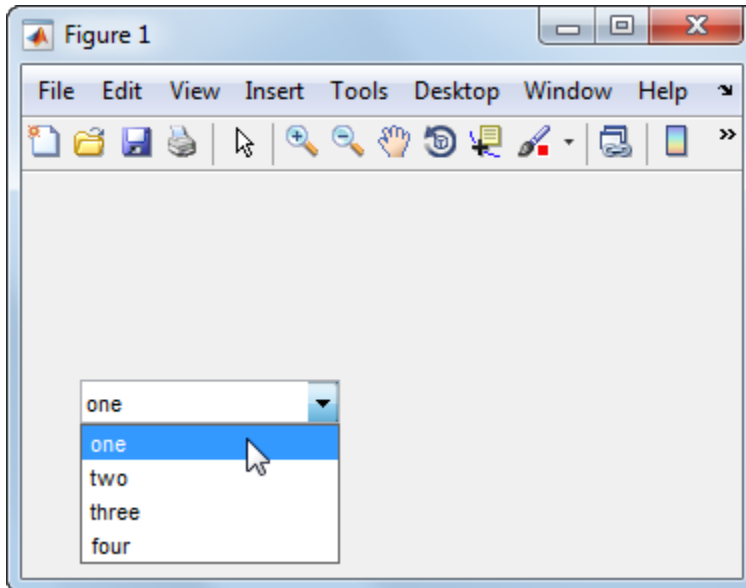 Figure 1
File Edit View Insert Tools Desktop Window Help
one
one
two
three
four